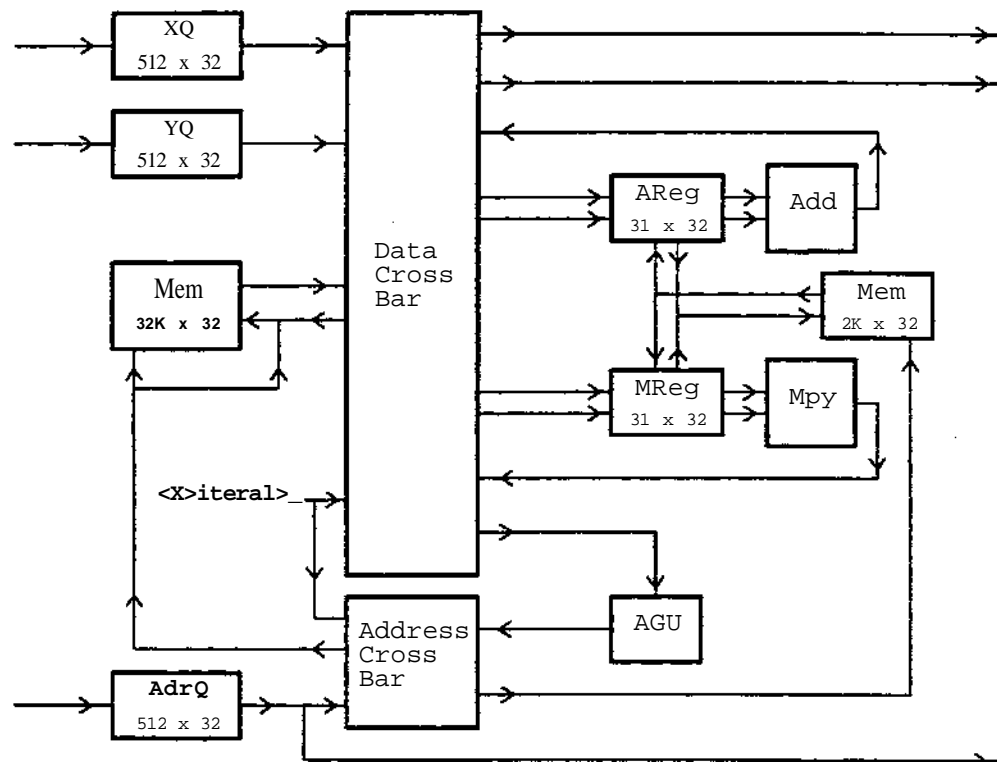 XQ
512 x 32
YQ
512 x 32
Data
Cross
Bar
AReg
31 x 32
Add
Mem
32K x 32
Mem
2K x 32
MReg
31 x 32
Mpy
<X>iteral>_
Address
Cross
Bar
AGU
AdrQ
512 x 32